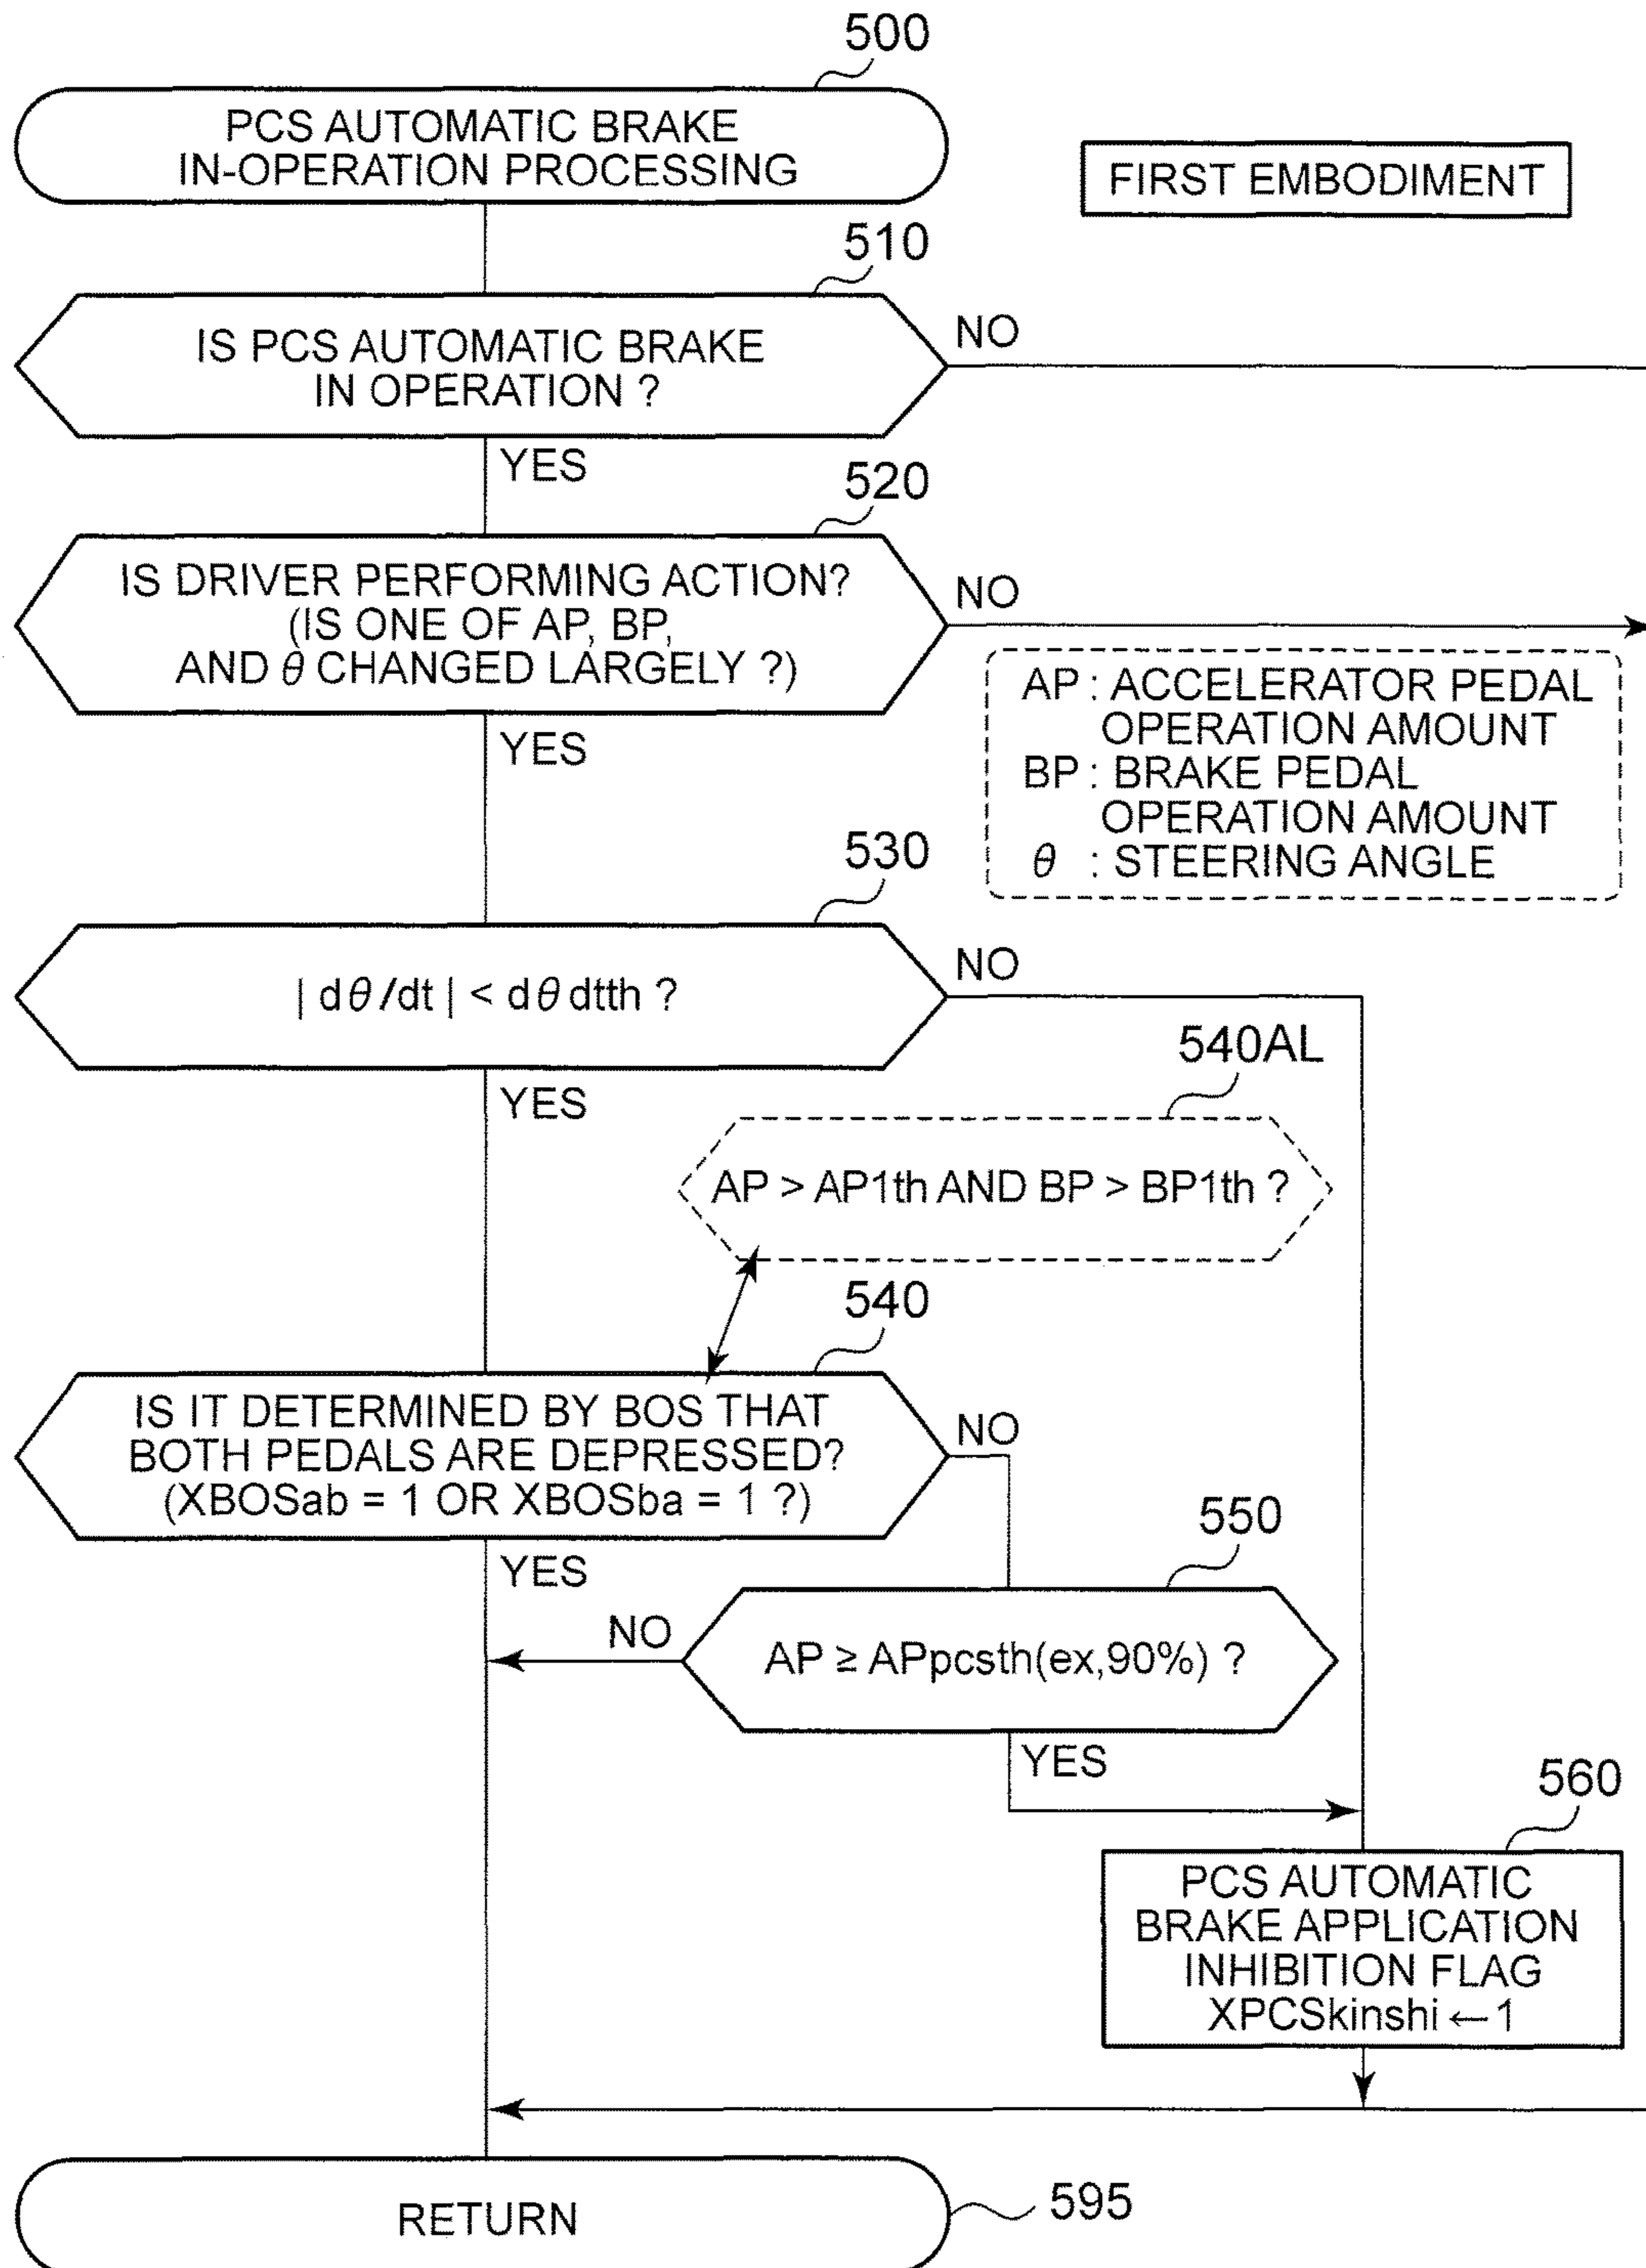 500
PCS AUTOMATIC BRAKE
IN-OPERATION PROCESSING
FIRST EMBODIMENT
510
IS PCS AUTOMATIC BRAKE
IN OPERATION ?
NO
YES
520
IS DRIVER PERFORMING ACTION?
(IS ONE OF AP, BP,
AND θ CHANGED LARGELY ?)
NO
YES
AP : ACCELERATOR PEDAL
OPERATION AMOUNT
BP : BRAKE PEDAL
OPERATION AMOUNT
θ : STEERING ANGLE
530
| dθ/dt | < dθdtth ?
NO
YES
540AL
AP > AP1th AND BP > BP1th ?
540
IS IT DETERMINED BY BOS THAT
BOTH PEDALS ARE DEPRESSED?
(XBOSab = 1 OR XBOSba = 1 ?)
NO
YES
550
AP ≥ APpcsth(ex,90%) ?
NO
YES
560
PCS AUTOMATIC
BRAKE APPLICATION
INHIBITION FLAG
XPCSkinshi ← 1
RETURN
595